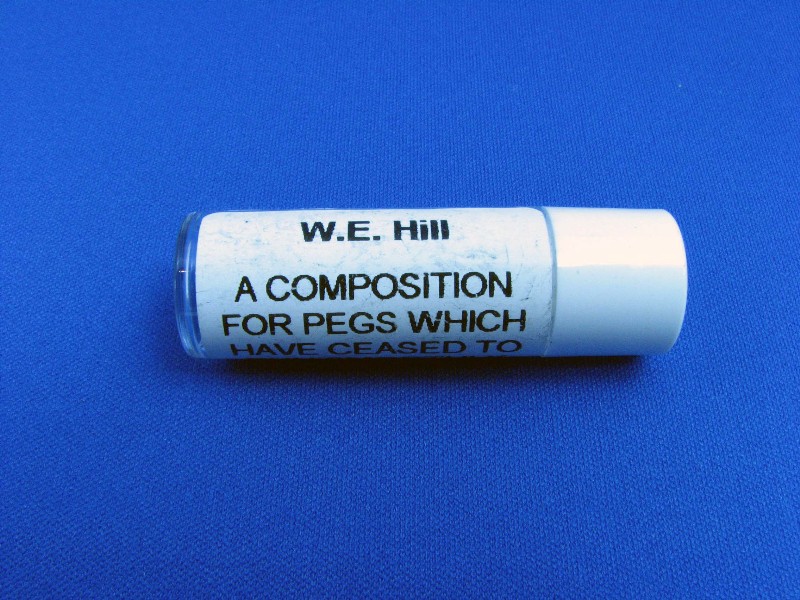 W.E. Hill
A COMPOSITION
FOR PEGS WHICH
HAVE CEASED TO